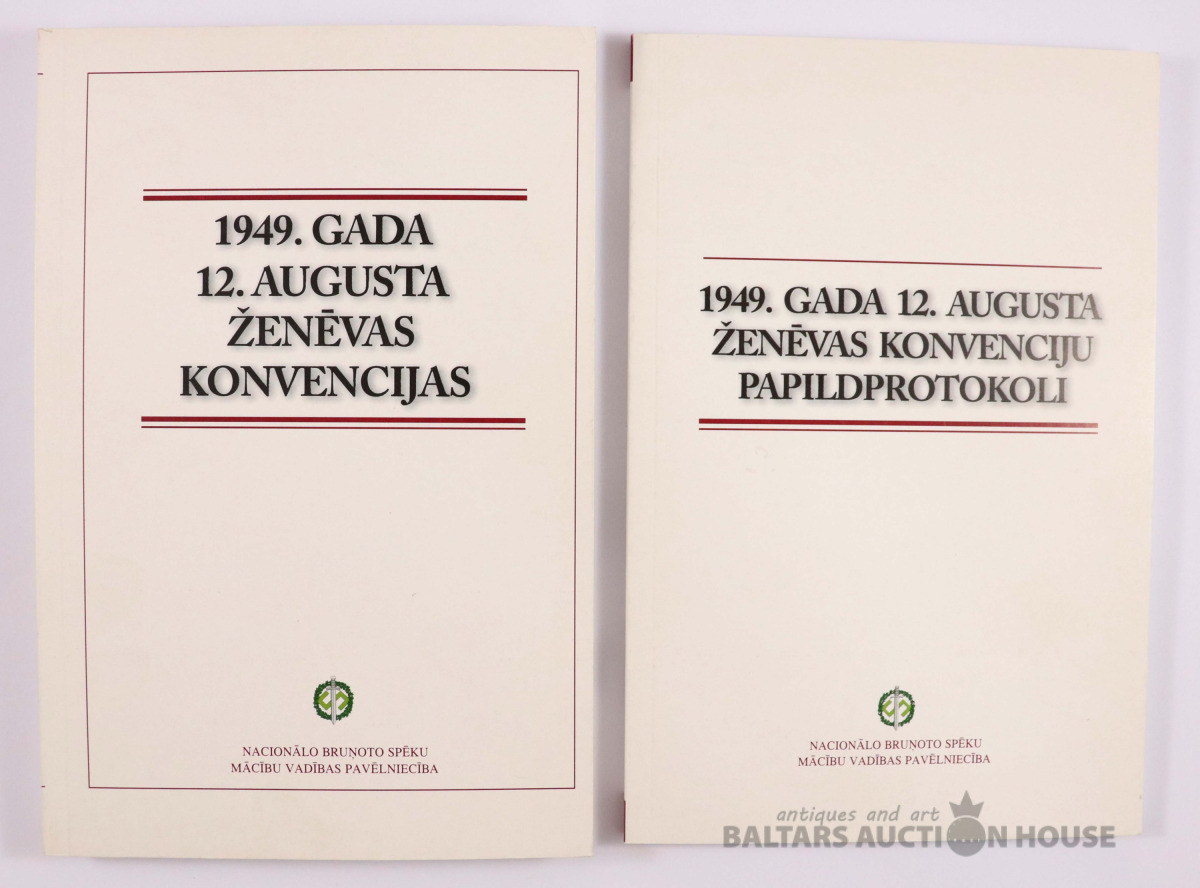 1949. GADA
12. AUGUSTA
ŽENĒVAS
KONVENCIJAS
NACIONĀLO BRUŅOTO SPĒKU
MĀCĪBU VADĪBAS PAVĒLNIECĪBA
1949. GADA 12. AUGUSTA
ŽENĒVAS KONVENCIJU
PAPILDPROTOKOLI
NACIONĀLO BRUŅOTO SPĒKU
MĀCĪBU VADĪBAS PAVĒLNIECĪBA
antiques and art
BALTARS AUCTION HOUSE